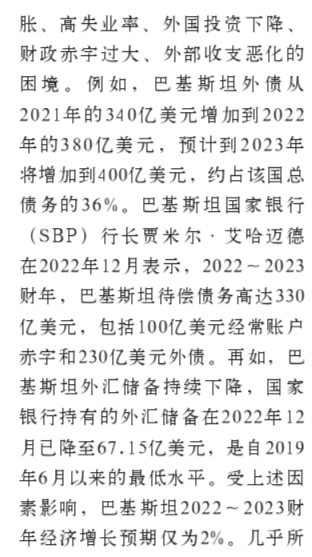 胀、高失业率、外国投资下降、
财政赤字过大、外部收支恶化的
困境。例如，巴基斯坦外债从
2021年的340亿美元增加到2022
年的380亿美元，预计到2023年
将增加到400亿美元，约占该国总
债务的36%。巴基斯坦国家银行
（SBP）行长贾米尔·艾哈迈德
在2022年12月表示，2022～2023
财年，巴基斯坦待偿债务高达330
亿美元，包括100亿美元经常账户
赤字和230亿美元外债。再如，巴
基斯坦外汇储备持续下降，国家
银行持有的外汇储备在2022年12
月已降至67.15亿美元，是自2019
年6月以来的最低水平。受上述因
素影响，巴基斯坦2022～2023财
年经济增长预期仅为2%。几乎所